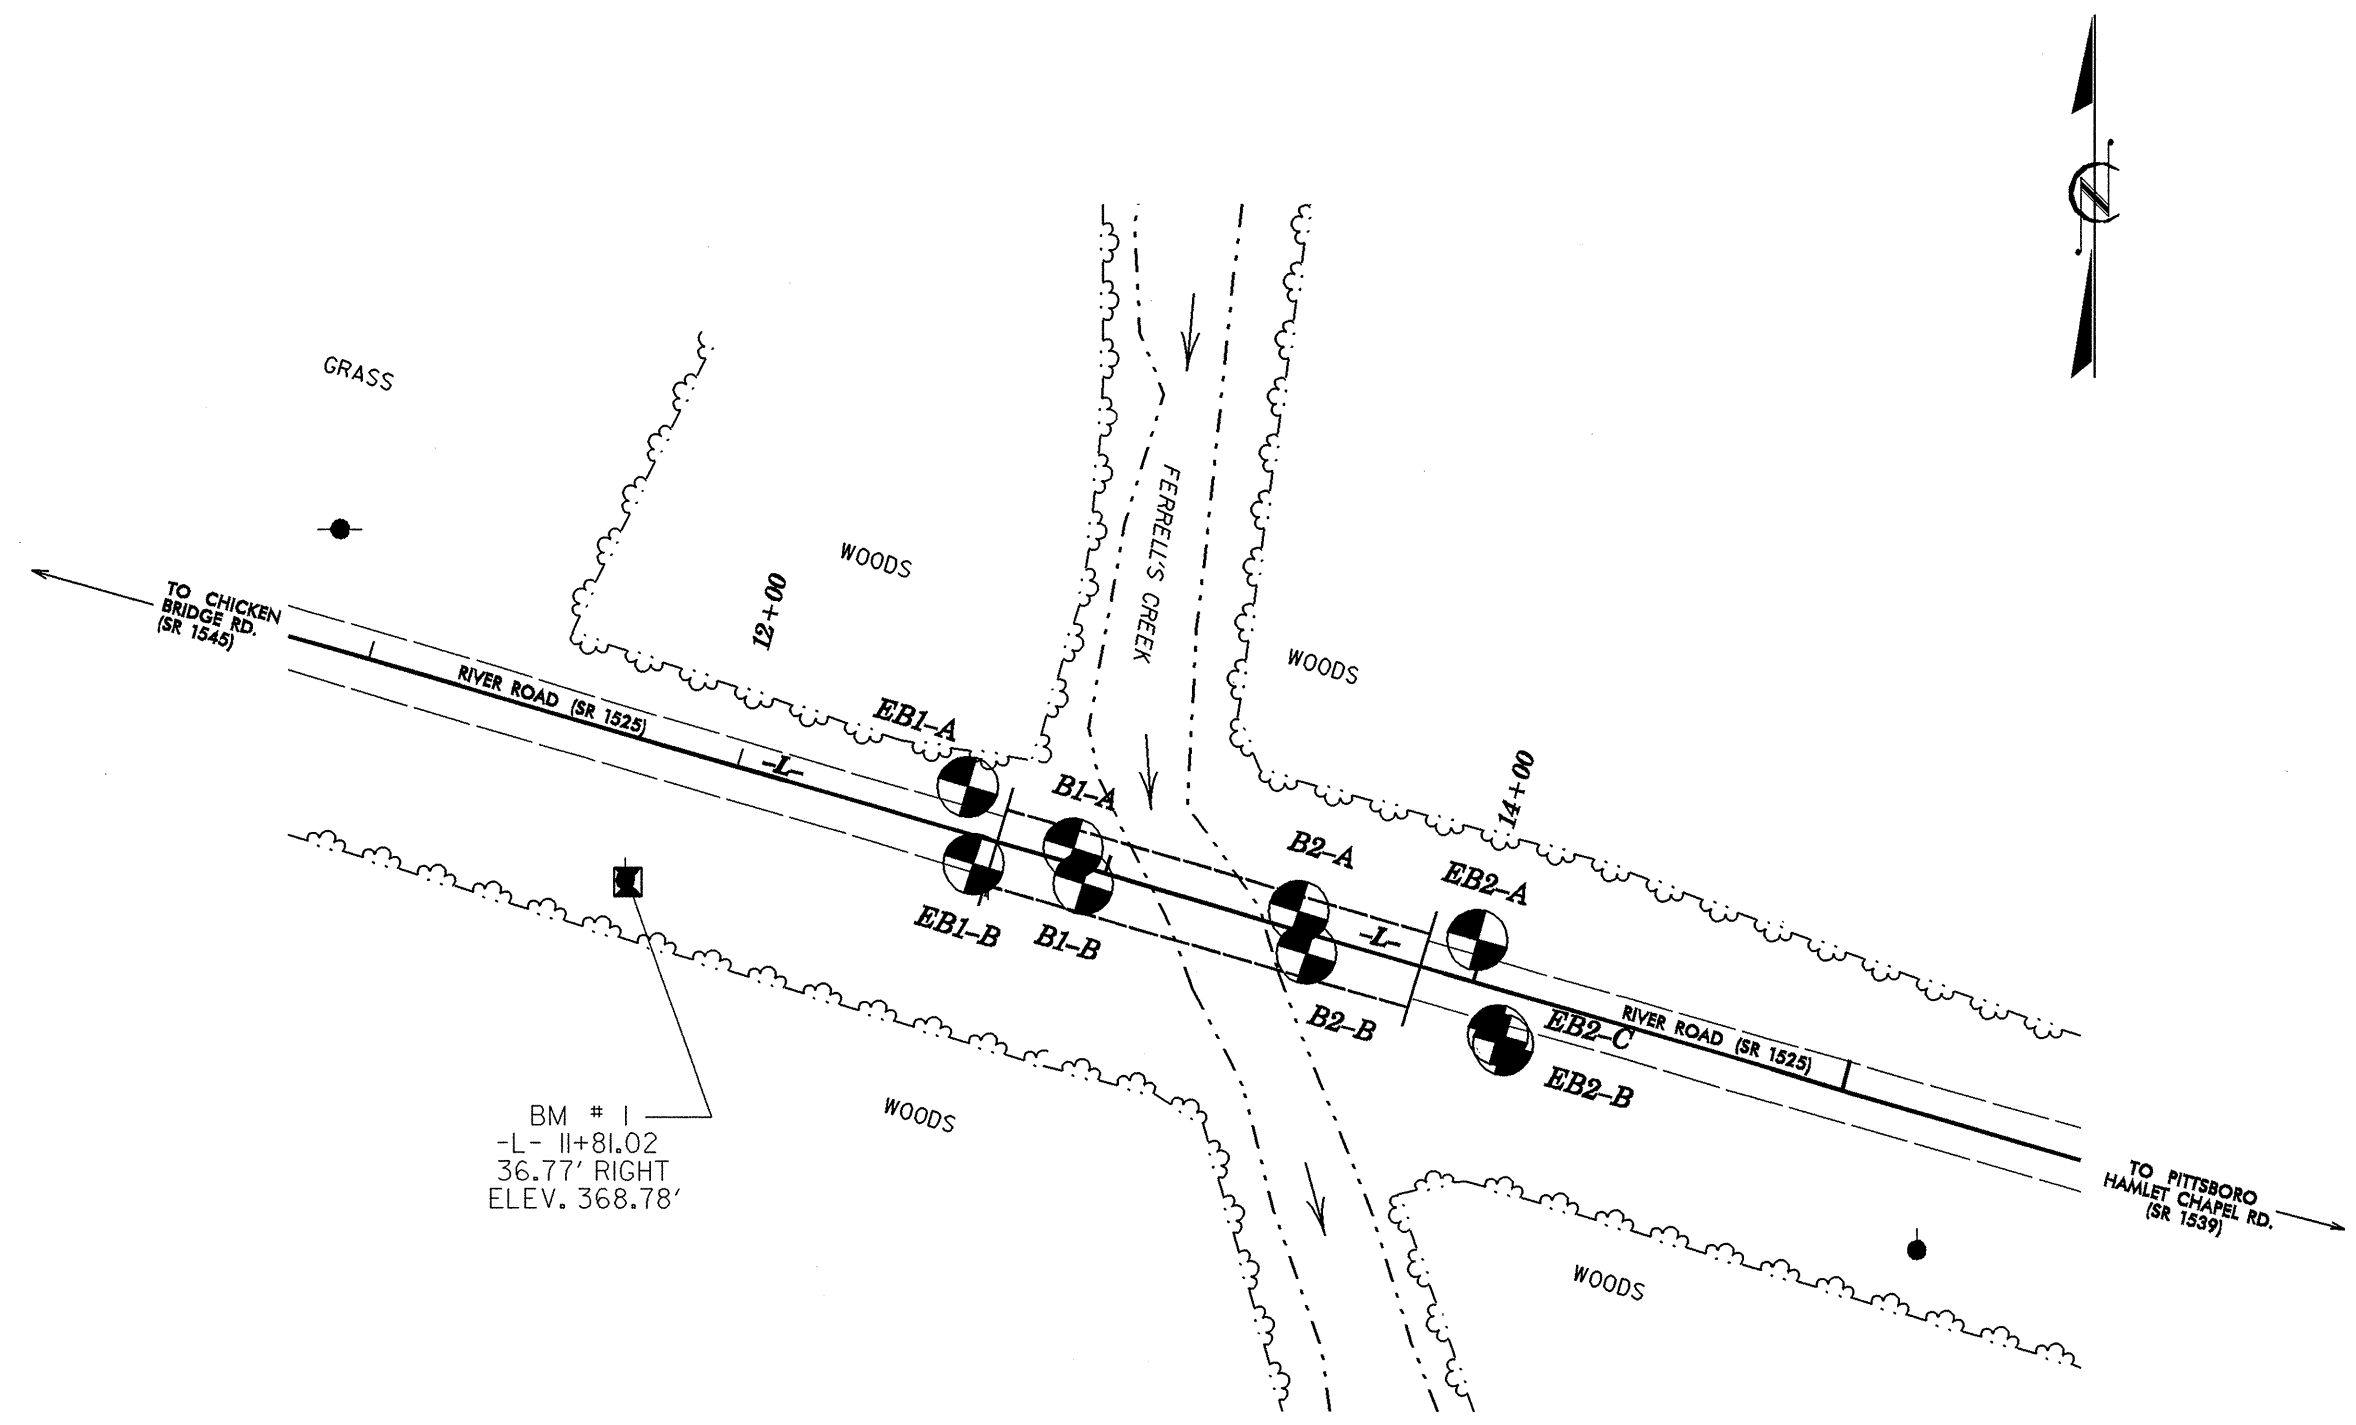 N
GRASS
WOODS
12+00
FERRELL'S CREEK
TO CHICKEN
BRIDGE RD.
(SR 1545)
RIVER ROAD (SR 1525)
-L-
EB1-A
B1-A
WOODS
14+00
B2-A
EB2-A
EB1-B
B1-B
-L-
B2-B
EB2-C
EB2-B
RIVER ROAD (SR 1525)
BM # 1
-L- 11+81.02
36.77' RIGHT
ELEV. 368.78'
WOODS
WOODS
TO PITTSBORO
HAMLET CHAPEL RD.
(SR 1539)